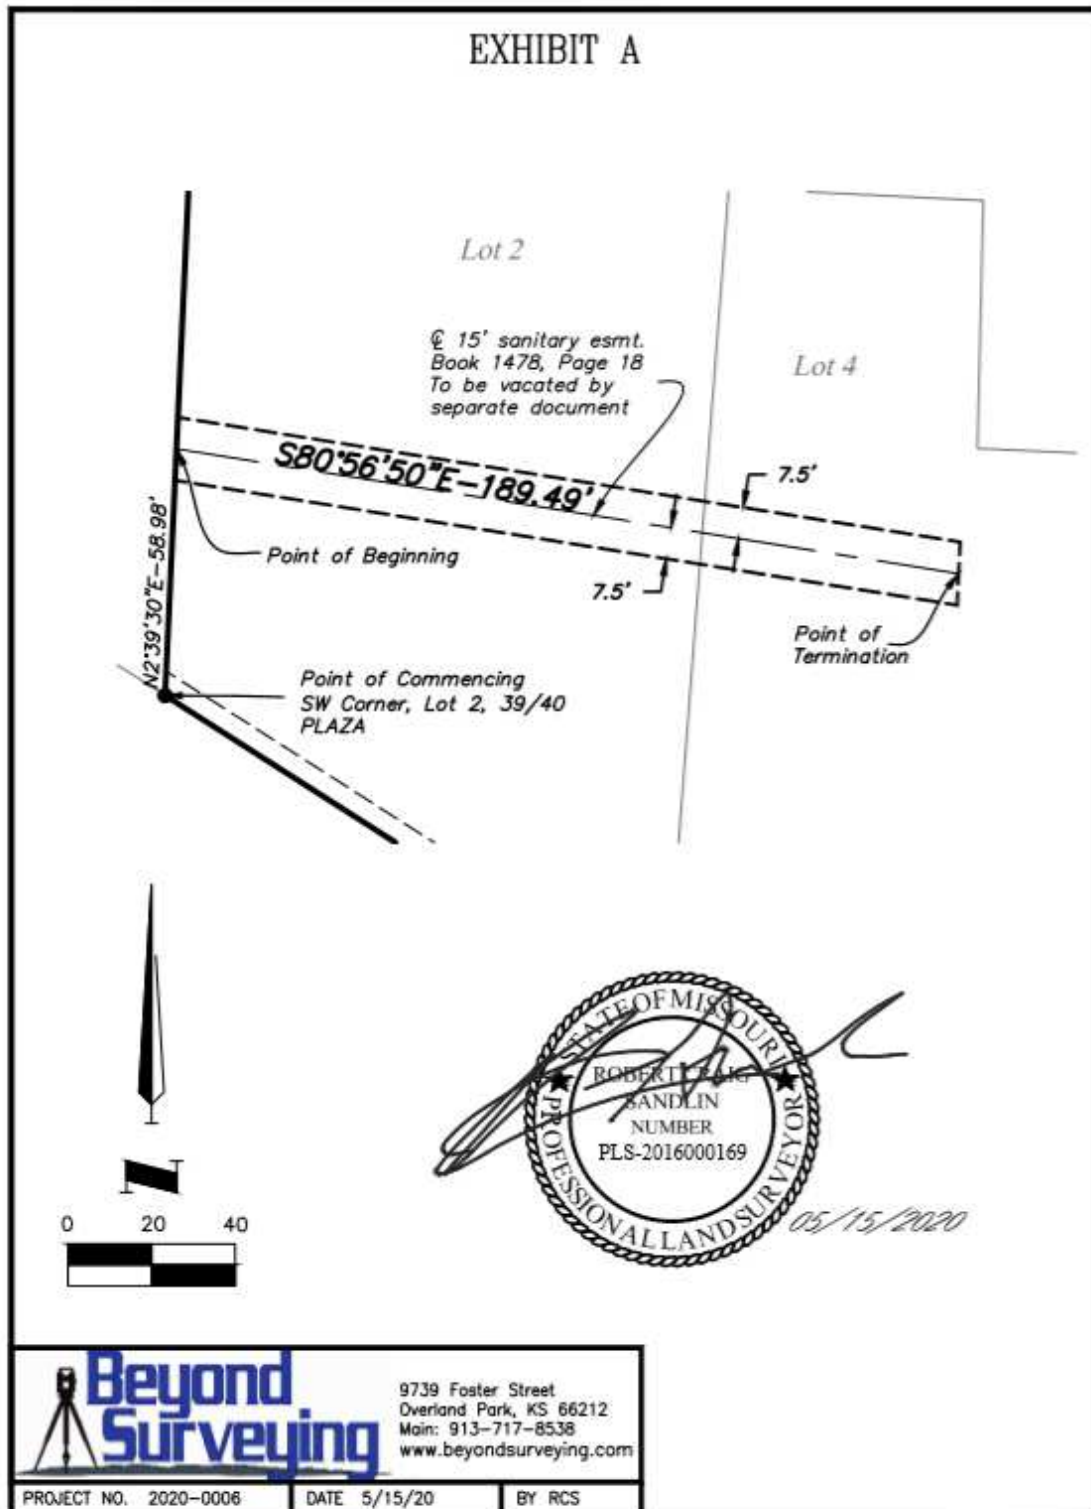 EXHIBIT A
Lot 2
℄ 15' sanitary esmt.
Book 1478, Page 18
To be vacated by
separate document
Lot 4
S80°56'50"E-189.49'
7.5'
Point of Beginning
7.5'
N2°39'30"E-58.98'
Point of
Termination
Point of Commencing
SW Corner, Lot 2, 39/40
PLAZA
N
0 20 40
STATE OF MISSOURI
ROBERT CRAIG
SANDLIN
NUMBER
PLS-2016000169
PROFESSIONAL LAND SURVEYOR
05/15/2020
Beyond
Surveying
9739 Foster Street
Overland Park, KS 66212
Main: 913-717-8538
www.beyondsurveying.com
PROJECT NO. 2020-0006
DATE 5/15/20
BY RCS